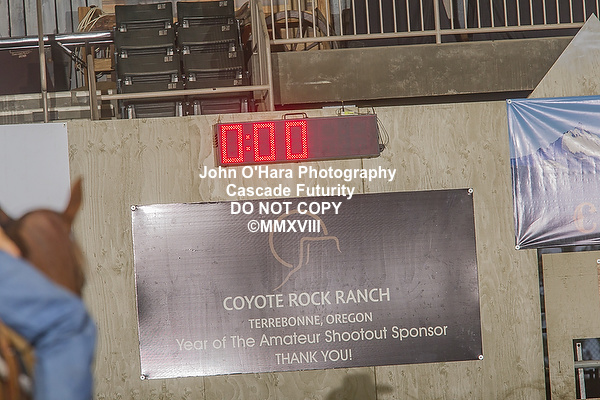 0:00
John O'Hara Photography
Cascade Futurity
DO NOT COPY
©MMXVIII
COYOTE ROCK RANCH
TERREBONNE, OREGON
Year of The Amateur Shootout Sponsor
THANK YOU!